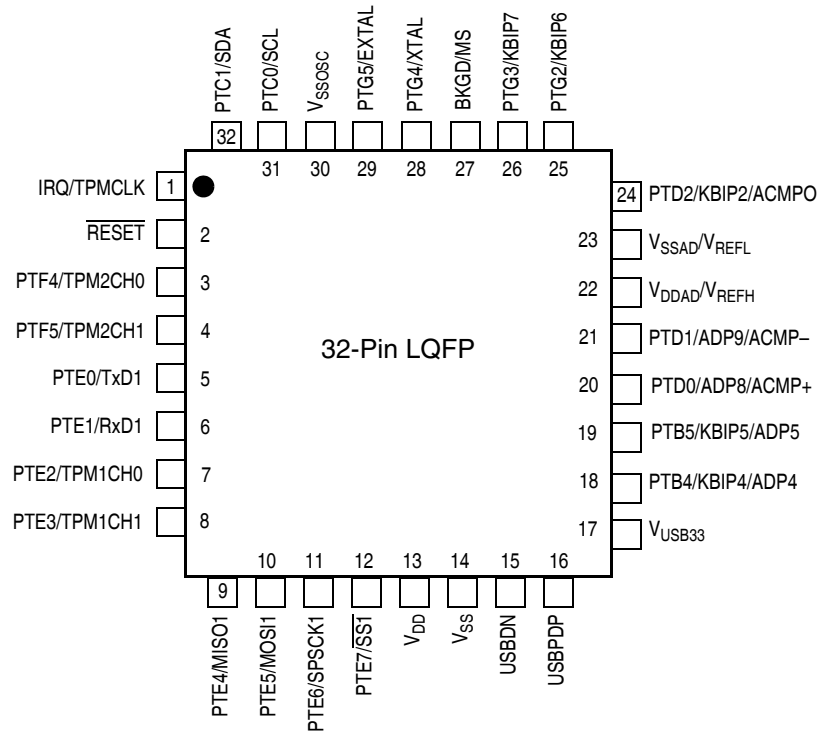 PTC1/SDA
PTC0/SCL
VSSOSC
PTG5/EXTAL
PTG4/XTAL
BKGD/MS
PTG3/KBIP7
PTG2/KBIP6
32
31
30
29
28
27
26
25
IRQ/TPMCLK 1
RESET 2
PTF4/TPM2CH0 3
PTF5/TPM2CH1 4
PTE0/TxD1 5
PTE1/RxD1 6
PTE2/TPM1CH0 7
PTE3/TPM1CH1 8
32-Pin LQFP
24 PTD2/KBIP2/ACMPO
23 VSSAD/VREFL
22 VDDAD/VREFH
21 PTD1/ADP9/ACMP–
20 PTD0/ADP8/ACMP+
19 PTB5/KBIP5/ADP5
18 PTB4/KBIP4/ADP4
17 VUSB33
9
10
11
12
13
14
15
16
PTE4/MISO1
PTE5/MOSI1
PTE6/SPSCK1
PTE7/SS1
VDD
VSS
USBDN
USBPDP